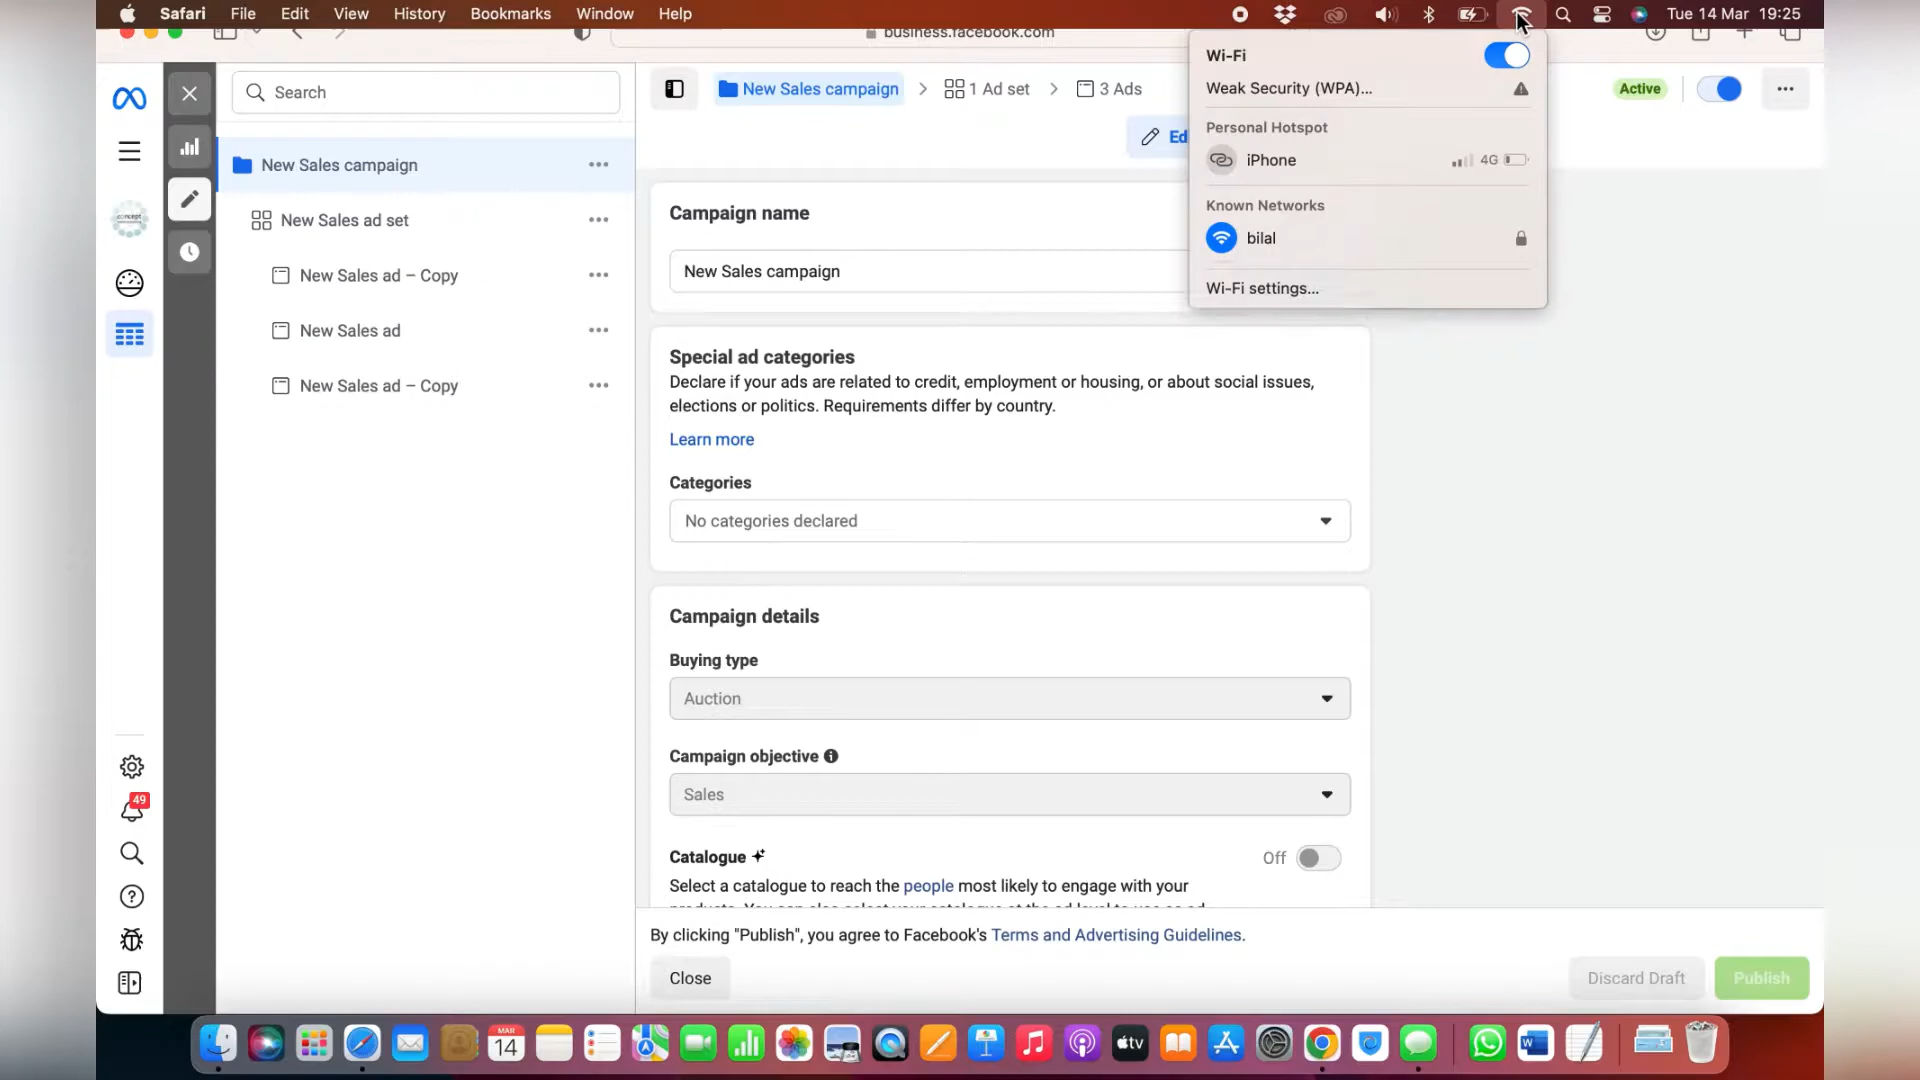 Safari File Edit View History Bookmarks Window Help
Tue 14 Mar 19:25
business.facebook.com
Search
New Sales campaign
1 Ad set
3 Ads
Active
Ed
Wi-Fi
Weak Security (WPA)...
Personal Hotspot
iPhone
4G
Known Networks
bilal
Wi-Fi settings...
New Sales campaign
New Sales ad set
New Sales ad – Copy
New Sales ad
New Sales ad – Copy
concept
49
Campaign name
New Sales campaign
Special ad categories
Declare if your ads are related to credit, employment or housing, or about social issues,
elections or politics. Requirements differ by country.
Learn more
Categories
No categories declared
Campaign details
Buying type
Auction
Campaign objective
Sales
Catalogue
Off
Select a catalogue to reach the people most likely to engage with your
By clicking "Publish", you agree to Facebook's Terms and Advertising Guidelines.
Close
Discard Draft
Publish
MAR
14
tv
W